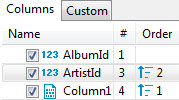 Columns Custom
Name # Order
123 AlbumId 1
123 ArtistId 3 2
Column1 4 1